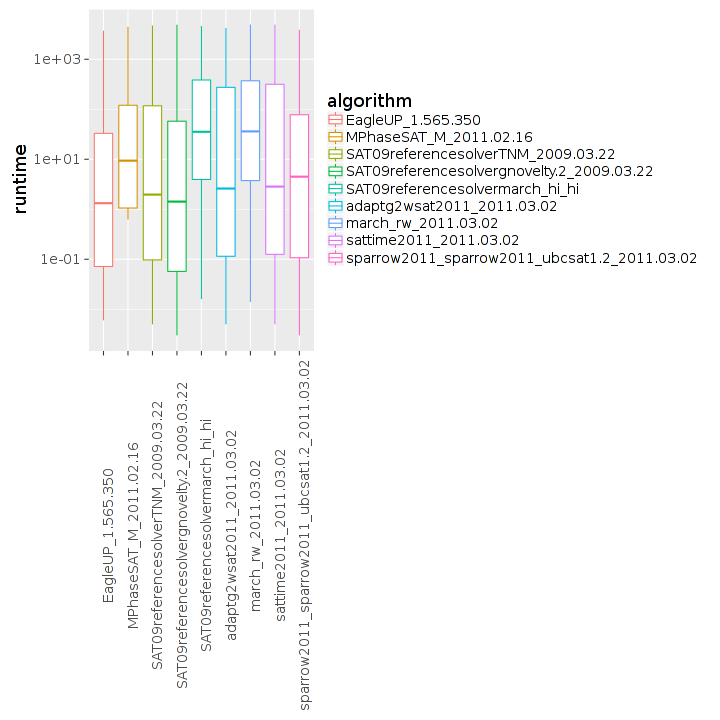 runtime
1e+03
1e+01
1e-01
algorithm
EagleUP_1.565.350
MPhaseSAT_M_2011.02.16
SAT09referencesolverTNM_2009.03.22
SAT09referencesolvergnovelty.2_2009.03.22
SAT09referencesolvermarch_hi_hi
adaptg2wsat2011_2011.03.02
march_rw_2011.03.02
sattime2011_2011.03.02
sparrow2011_sparrow2011_ubcsat1.2_2011.03.02
EagleUP_1.565.350
MPhaseSAT_M_2011.02.16
SAT09referencesolverTNM_2009.03.22
SAT09referencesolvergnovelty.2_2009.03.22
SAT09referencesolvermarch_hi_hi
adaptg2wsat2011_2011.03.02
march_rw_2011.03.02
sattime2011_2011.03.02
sparrow2011_sparrow2011_ubcsat1.2_2011.03.02